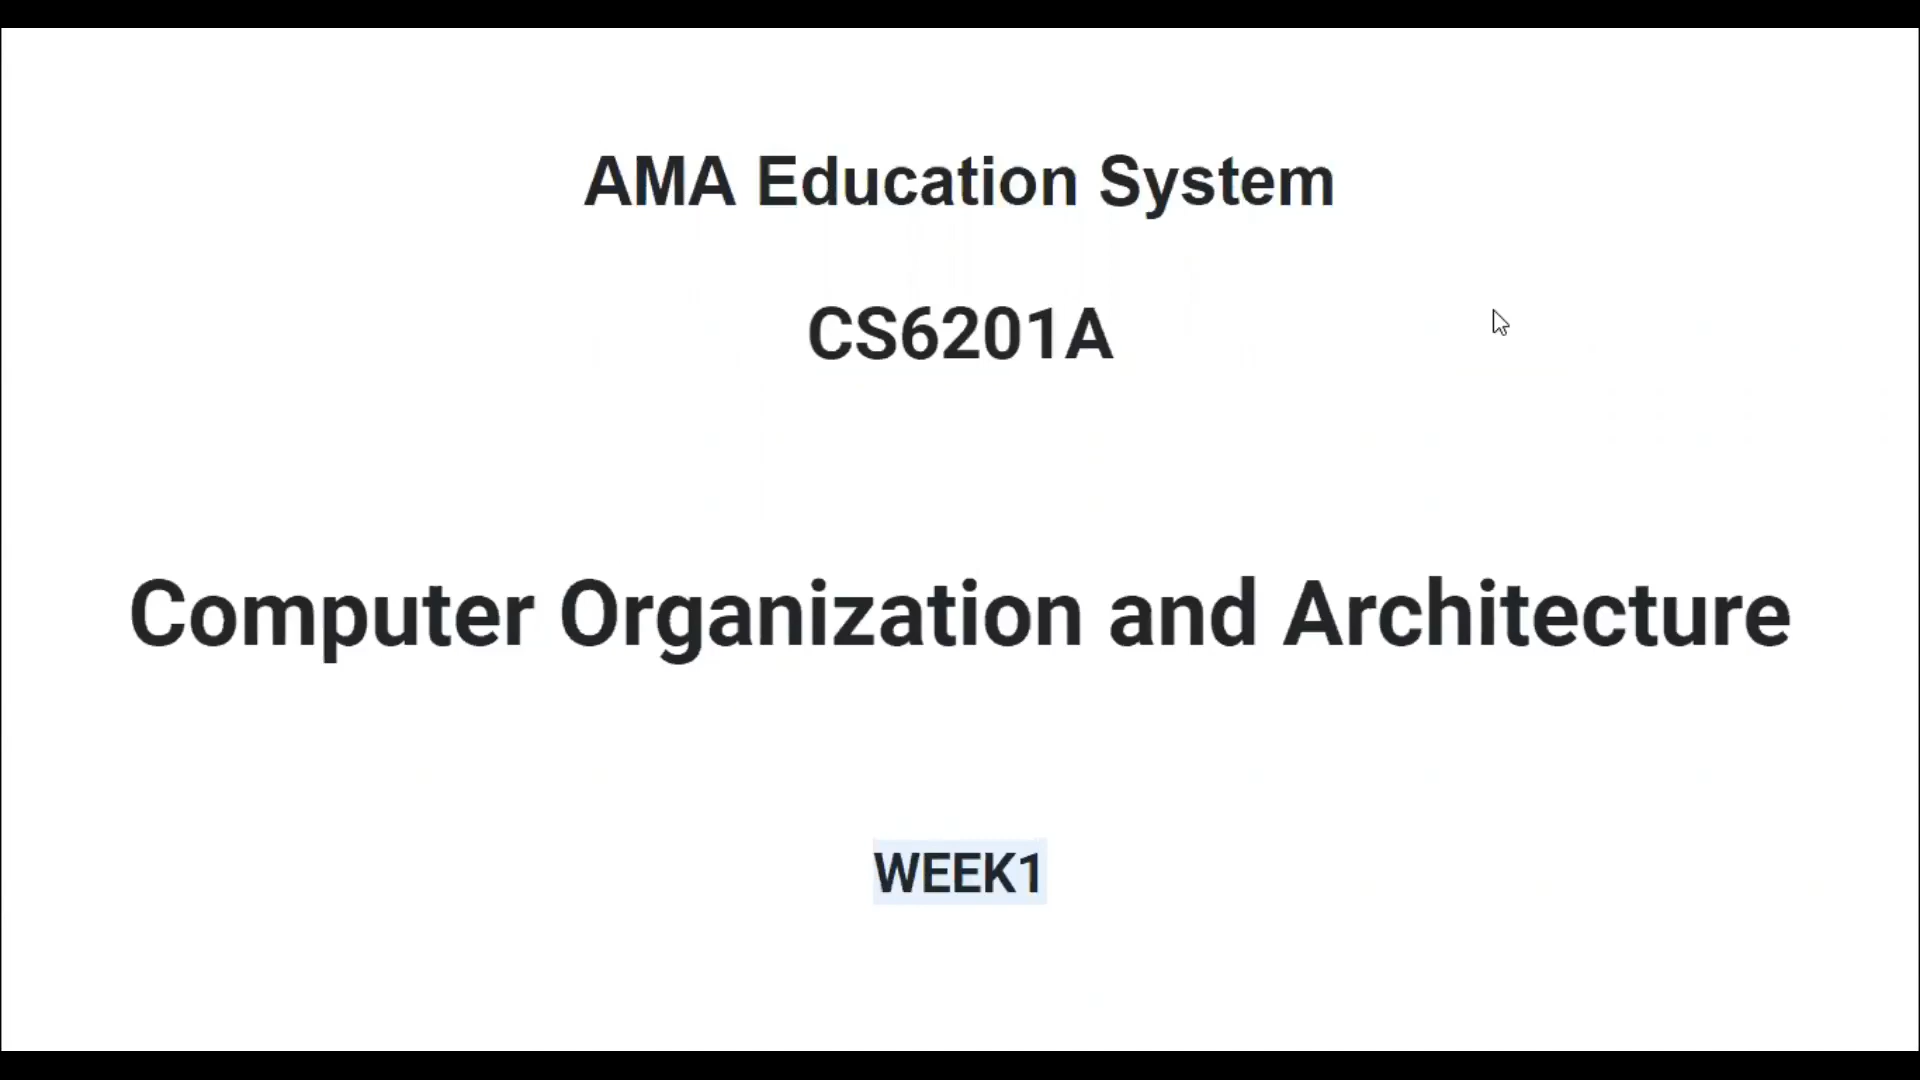 AMA Education System
CS6201A
Computer Organization and Architecture
WEEK1